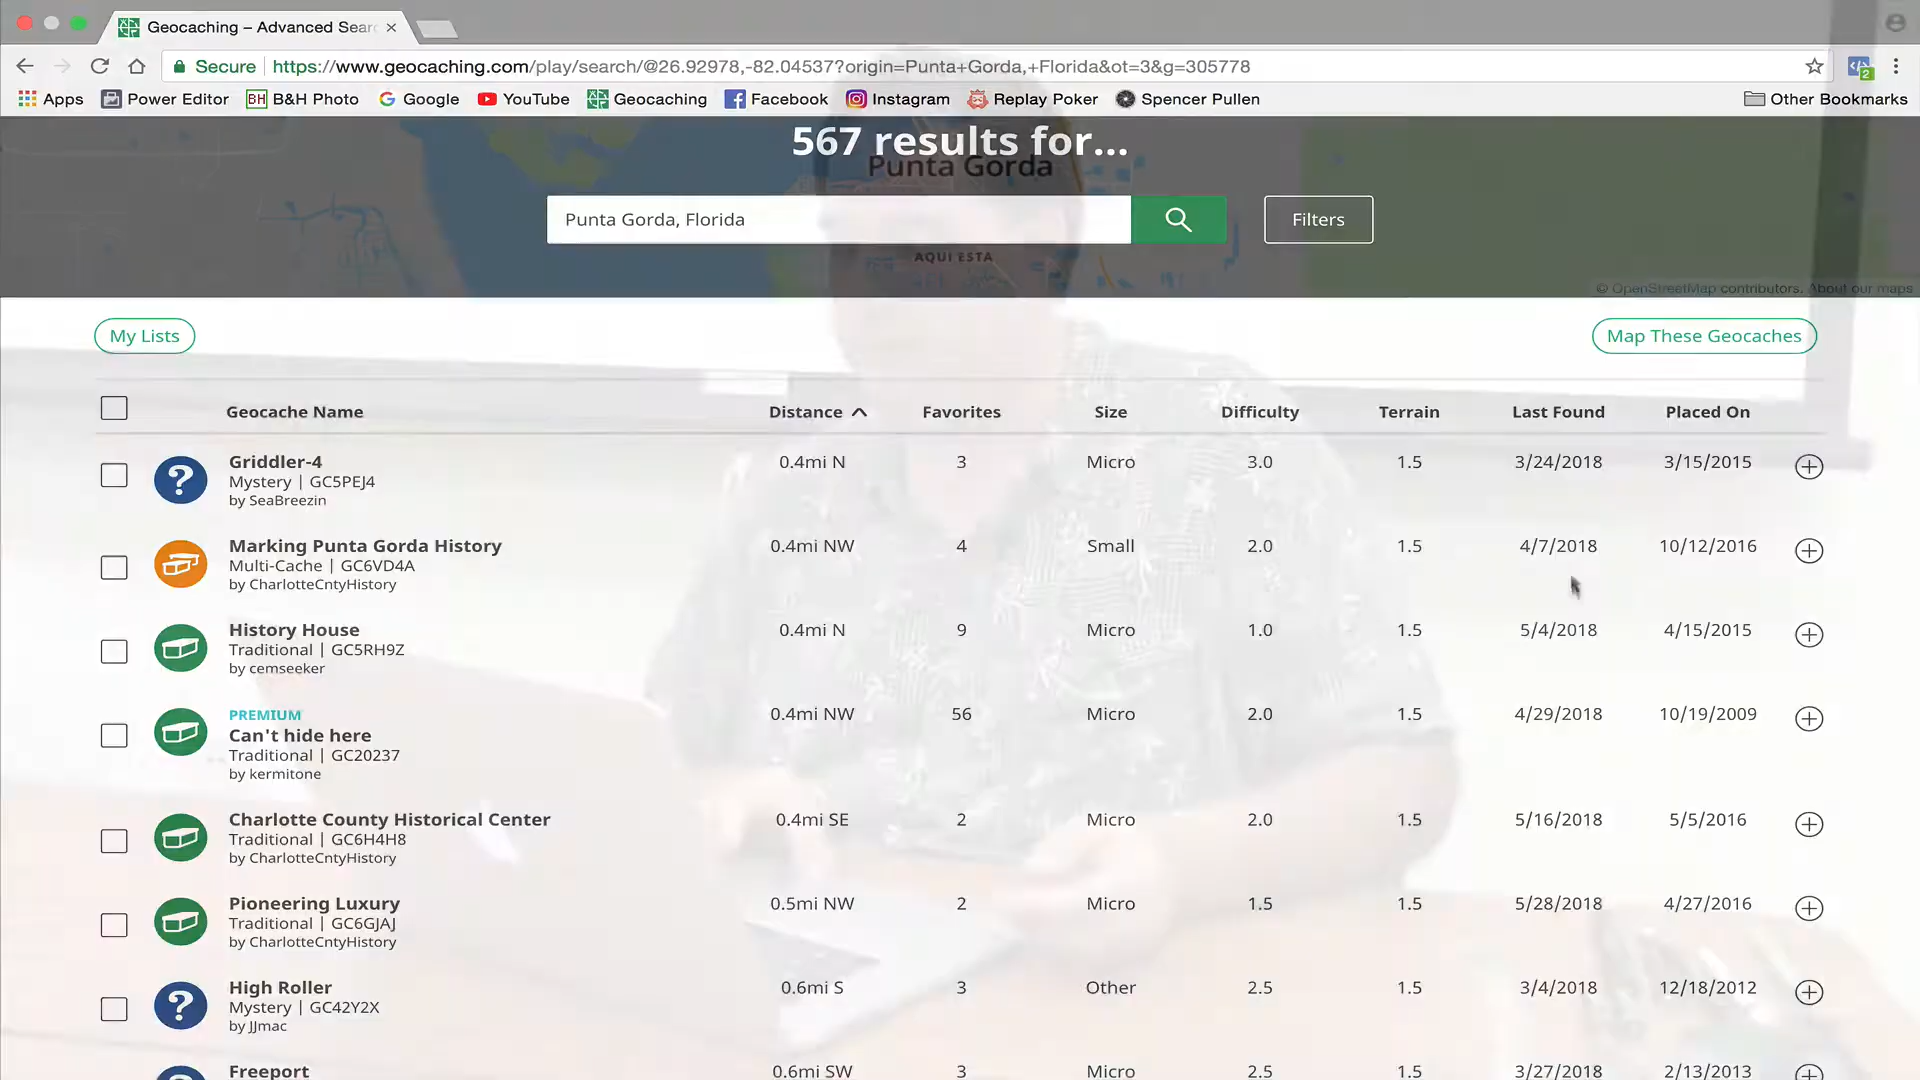 Geocaching – Advanced Sear
Secure
https://www.geocaching.com/play/search/@26.92978,-82.04537?origin=Punta+Gorda,+Florida&ot=3&g=305778
2
Apps
Power Editor
BH B&H Photo
Google
YouTube
Geocaching
Facebook
Instagram
Replay Poker
Spencer Pullen
Other Bookmarks
567 results for...
Punta Gorda
Punta Gorda, Florida
Filters
AQUI ESTA
© OpenStreetMap contributors. About our maps
My Lists
Map These Geocaches
Geocache Name Distance Favorites Size Difficulty Terrain Last Found Placed On
Griddler-4 0.4mi N 3 Micro 3.0 1.5 3/24/2018 3/15/2015
Mystery | GC5PEJ4
by SeaBreezin
Marking Punta Gorda History 0.4mi NW 4 Small 2.0 1.5 4/7/2018 10/12/2016
Multi-Cache | GC6VD4A
by CharlotteCntyHistory
History House 0.4mi N 9 Micro 1.0 1.5 5/4/2018 4/15/2015
Traditional | GC5RH9Z
by cemseeker
PREMIUM 0.4mi NW 56 Micro 2.0 1.5 4/29/2018 10/19/2009
Can't hide here
Traditional | GC20237
by kermitone
Charlotte County Historical Center 0.4mi SE 2 Micro 2.0 1.5 5/16/2018 5/5/2016
Traditional | GC6H4H8
by CharlotteCntyHistory
Pioneering Luxury 0.5mi NW 2 Micro 1.5 1.5 5/28/2018 4/27/2016
Traditional | GC6GJAJ
by CharlotteCntyHistory
High Roller 0.6mi S 3 Other 2.5 1.5 3/4/2018 12/18/2012
Mystery | GC42Y2X
by JJmac
Freeport 0.6mi SW 3 Micro 2.5 1.5 3/27/2018 2/13/2013